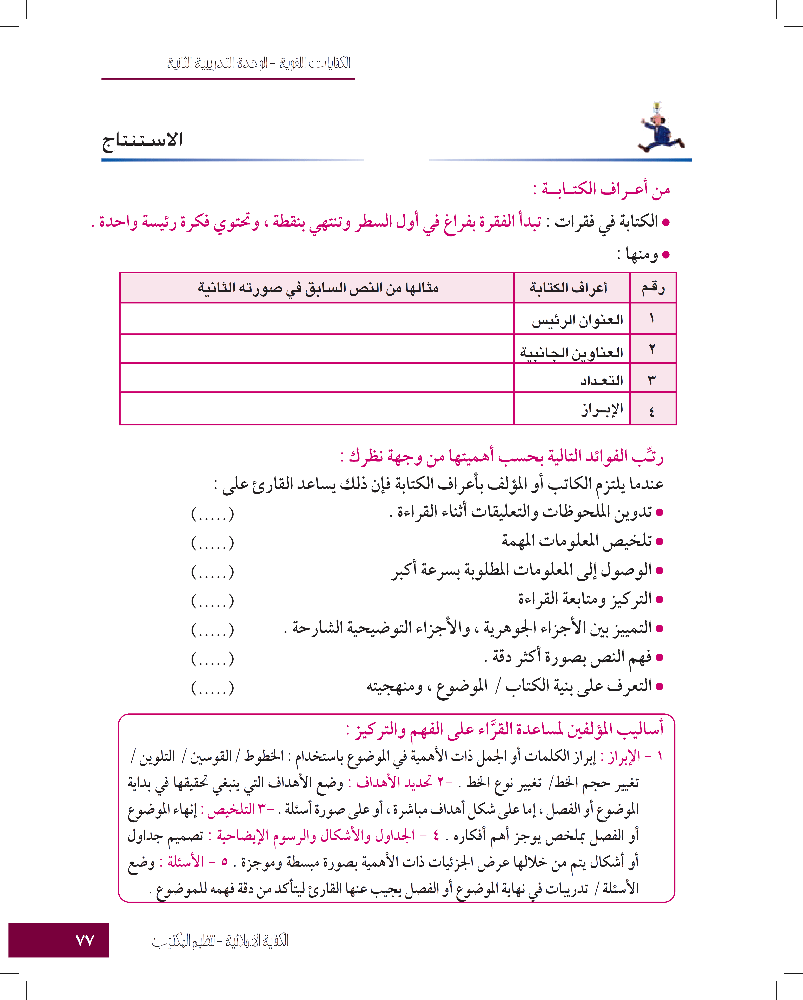 الكفايات اللغوية - الوحدة التدريبية الثانية
الاستنتاج
من أعراف الكتابة :
● الكتابة في فقرات : تبدأ الفقرة بفراغ في أول السطر وتنتهي بنقطة ، وتحتوي فكرة رئيسة واحدة .
● ومنها :
رقم أعراف الكتابة مثالها من النص السابق في صورته الثانية
١ العنوان الرئيس
٢ العناوين الجانبية
٣ التعداد
٤ الإبراز
رتِّب الفوائد التالية بحسب أهميتها من وجهة نظرك :
عندما يلتزم الكاتب أو المؤلف بأعراف الكتابة فإن ذلك يساعد القارئ على :
● تدوين الملحوظات والتعليقات أثناء القراءة . (.....)
● تلخيص المعلومات المهمة (.....)
● الوصول إلى المعلومات المطلوبة بسرعة أكبر (.....)
● التركيز ومتابعة القراءة (.....)
● التمييز بين الأجزاء الجوهرية ، والأجزاء التوضيحية الشارحة . (.....)
● فهم النص بصورة أكثر دقة . (.....)
● التعرف على بنية الكتاب / الموضوع ، ومنهجيته (.....)
أساليب المؤلفين لمساعدة القرَّاء على الفهم والتركيز :
١ - الإبراز : إبراز الكلمات أو الجمل ذات الأهمية في الموضوع باستخدام : الخطوط / القوسين / التلوين /
تغيير حجم الخط/ تغيير نوع الخط . -٢ تحديد الأهداف : وضع الأهداف التي ينبغي تحقيقها في بداية
الموضوع أو الفصل ، إما على شكل أهداف مباشرة ، أو على صورة أسئلة . -٣ التلخيص : إنهاء الموضوع
أو الفصل بملخص يوجز أهم أفكاره . ٤ - الجداول والأشكال والرسوم الإيضاحية : تصميم جداول
أو أشكال يتم من خلالها عرض الجزئيات ذات الأهمية بصورة مبسطة وموجزة . ٥ - الأسئلة : وضع
الأسئلة / تدريبات في نهاية الموضوع أو الفصل يجيب عنها القارئ ليتأكد من دقة فهمه للموضوع .
الكفاية الأملائية - تنظيم المكتوب
٧٧